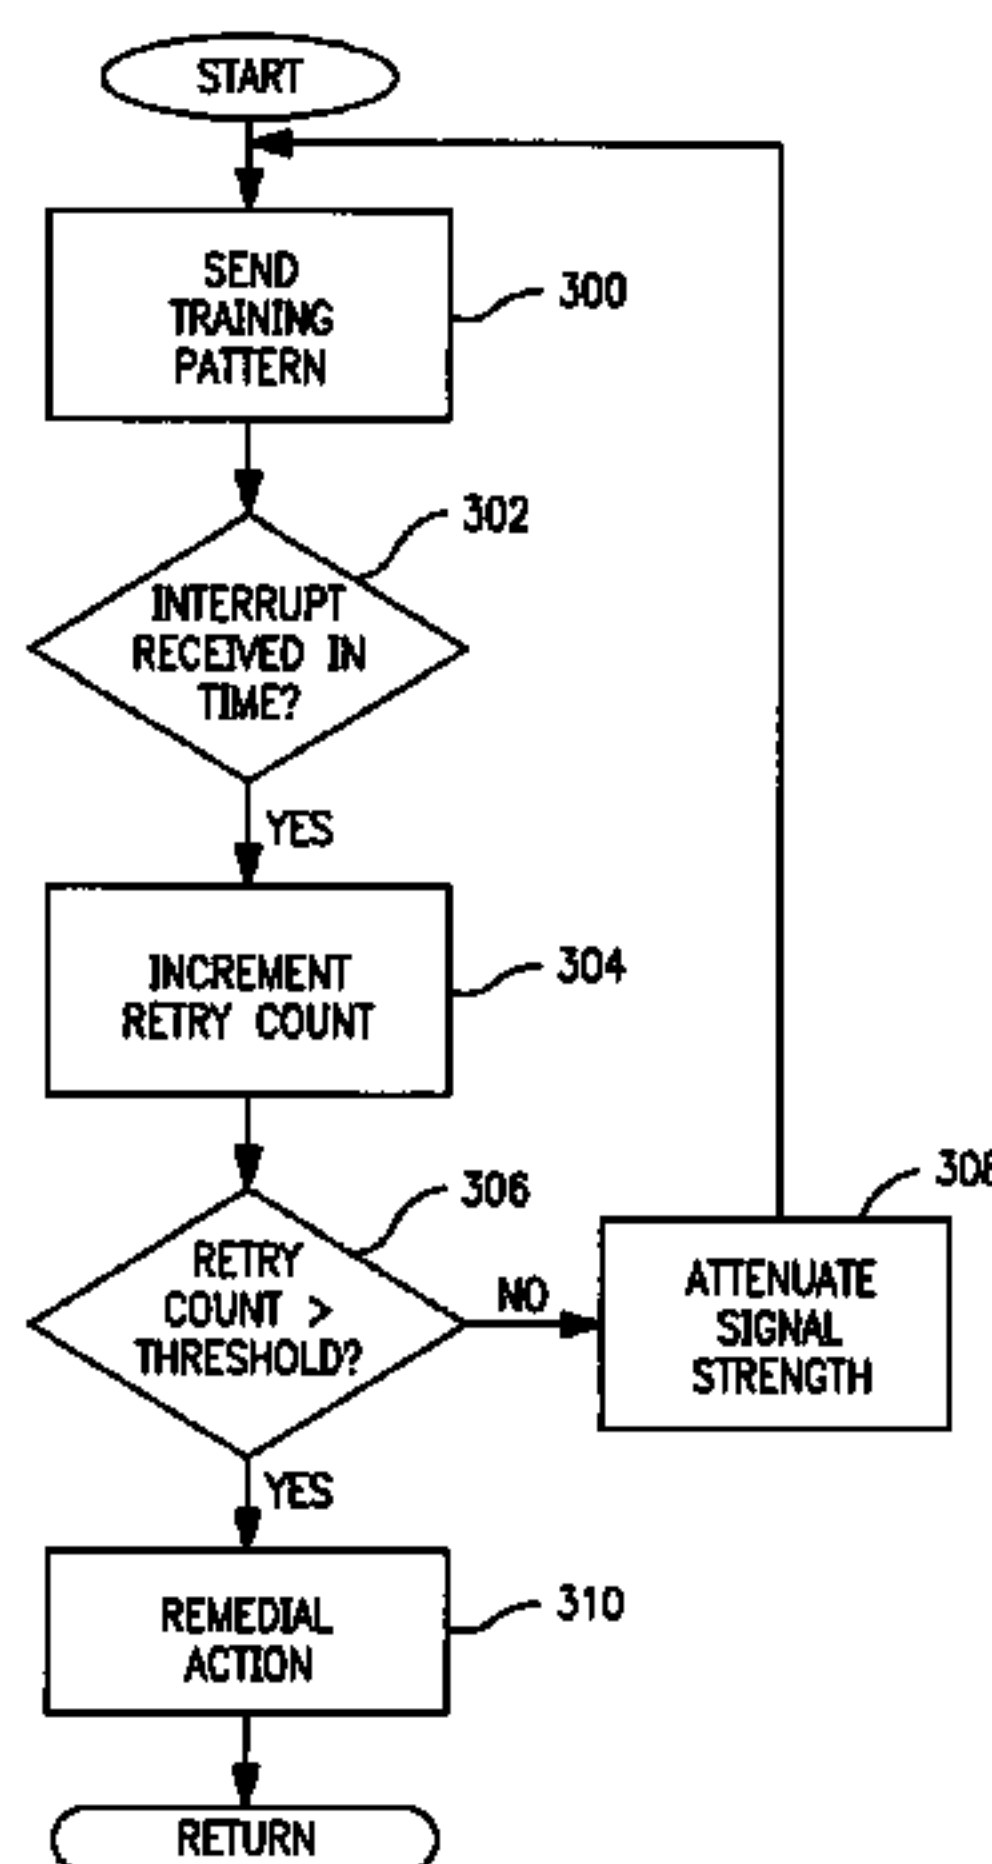 START
SEND
TRAINING
PATTERN
300
302
INTERRUPT
RECEIVED IN
TIME?
YES
INCREMENT
RETRY COUNT
304
306
RETRY
COUNT >
THRESHOLD?
NO
308
ATTENUATE
SIGNAL
STRENGTH
YES
REMEDIAL
ACTION
310
RETURN